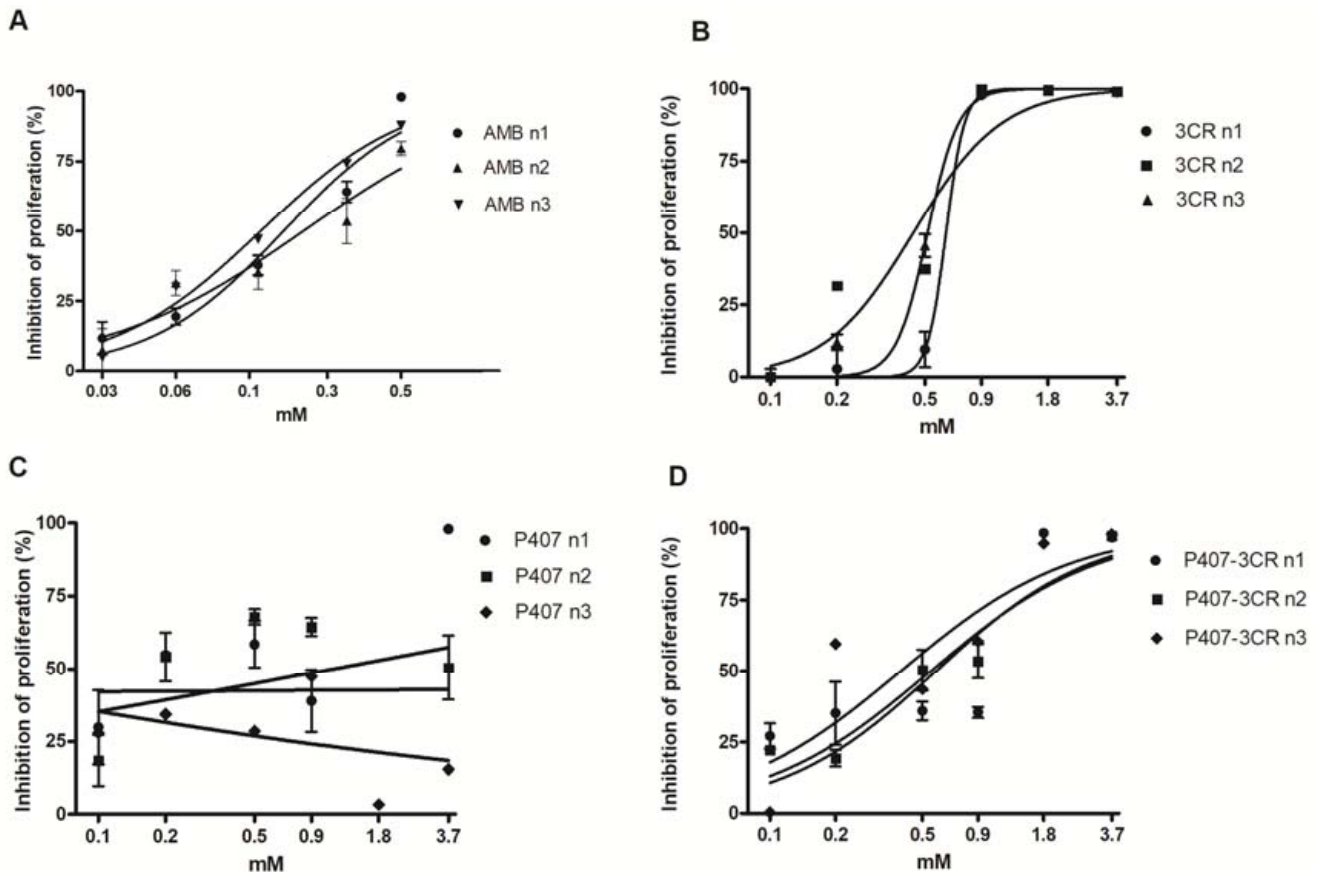 A
Inhibition of proliferation (%)
100
75
50
25
0
0.03 0.06 0.1 0.3 0.5
mM
AMB n1
AMB n2
AMB n3
B
Inhibition of proliferation (%)
100
75
50
25
0
0.1 0.2 0.5 0.9 1.8 3.7
mM
3CR n1
3CR n2
3CR n3
C
Inhibition of proliferation (%)
100
75
50
25
0
0.1 0.2 0.5 0.9 1.8 3.7
mM
P407 n1
P407 n2
P407 n3
D
Inhibition of proliferation (%)
100
75
50
25
0
0.1 0.2 0.5 0.9 1.8 3.7
mM
P407-3CR n1
P407-3CR n2
P407-3CR n3